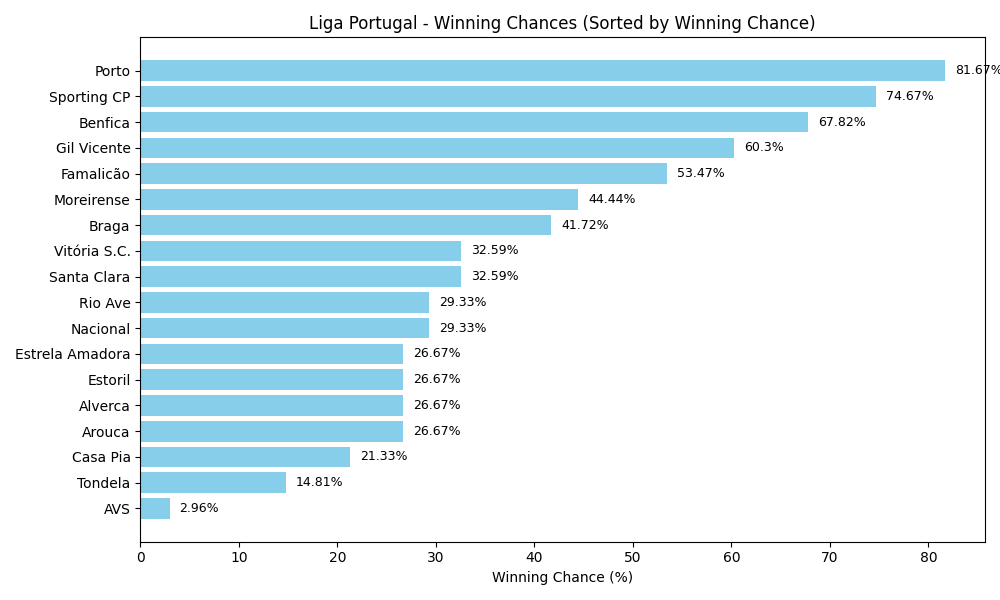 Liga Portugal - Winning Chances (Sorted by Winning Chance)
Porto 81.67%
Sporting CP 74.67%
Benfica 67.82%
Gil Vicente 60.3%
Famalicão 53.47%
Moreirense 44.44%
Braga 41.72%
Vitória S.C. 32.59%
Santa Clara 32.59%
Rio Ave 29.33%
Nacional 29.33%
Estrela Amadora 26.67%
Estoril 26.67%
Alverca 26.67%
Arouca 26.67%
Casa Pia 21.33%
Tondela 14.81%
AVS 2.96%
0 10 20 30 40 50 60 70 80
Winning Chance (%)